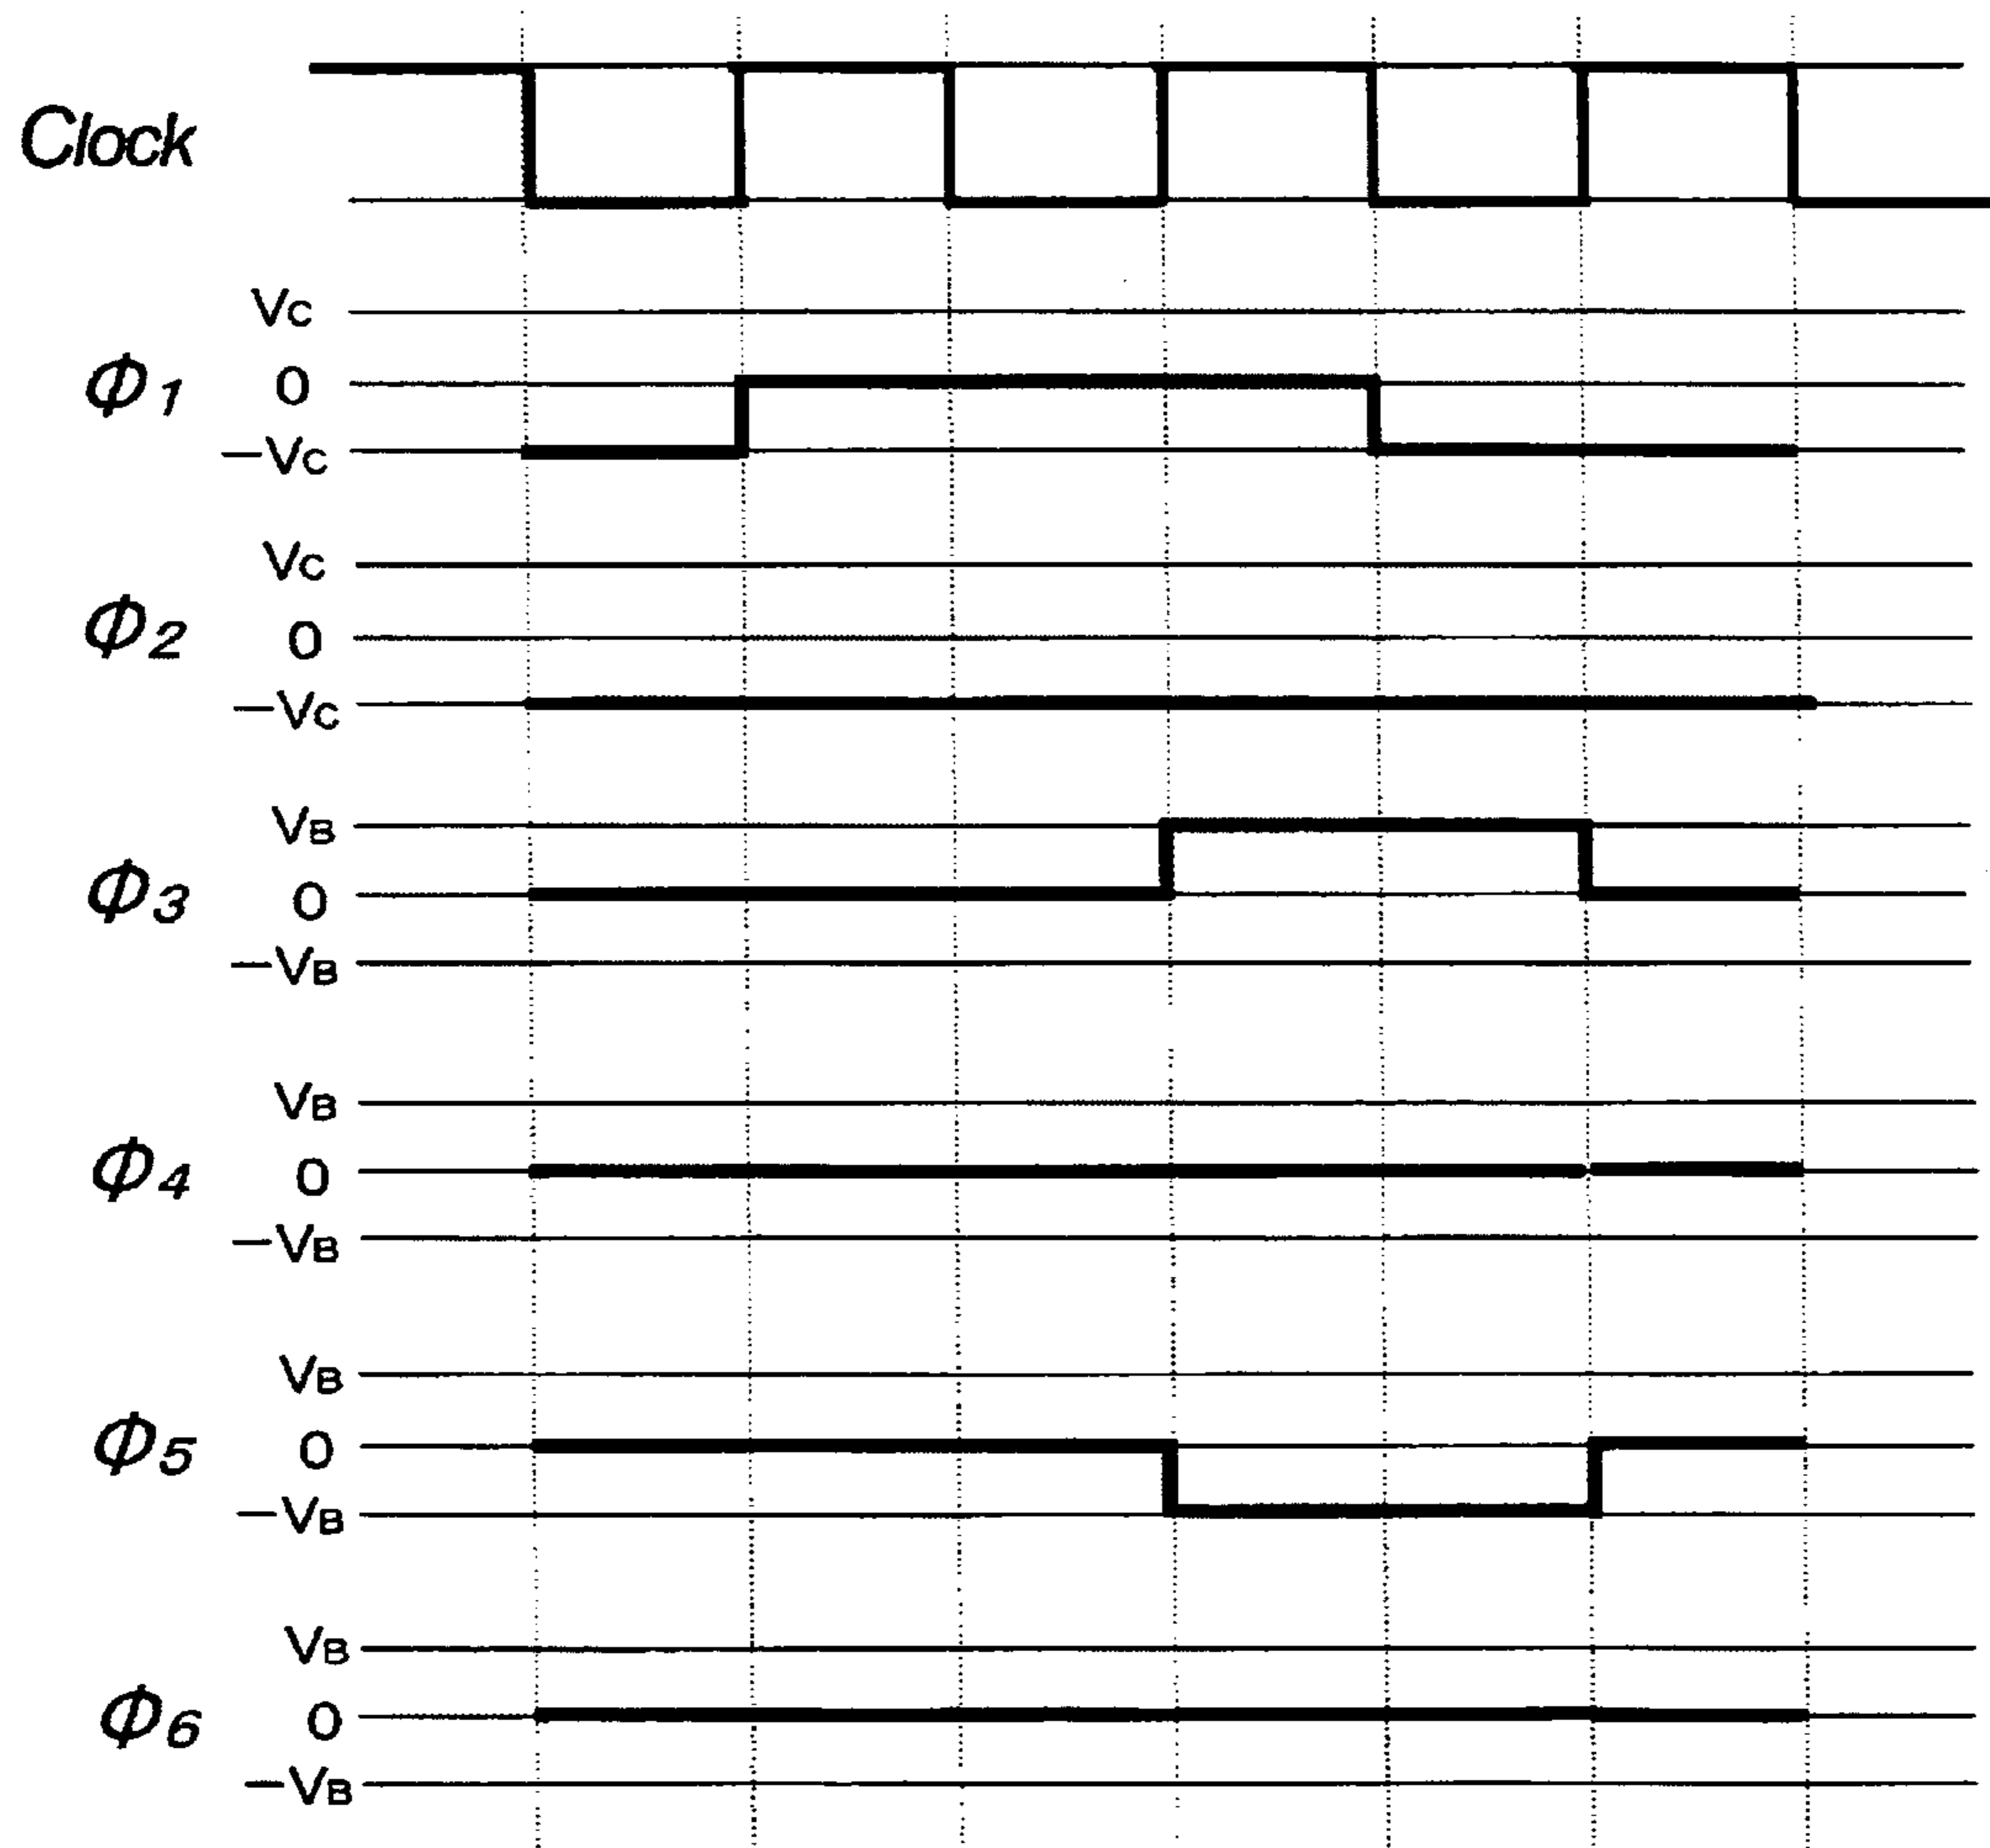 Clock
Vc
Φ1 0
−Vc
Vc
Φ2 0
−Vc
VB
Φ3 0
−VB
VB
Φ4 0
−VB
VB
Φ5 0
−VB
VB
Φ6 0
−VB